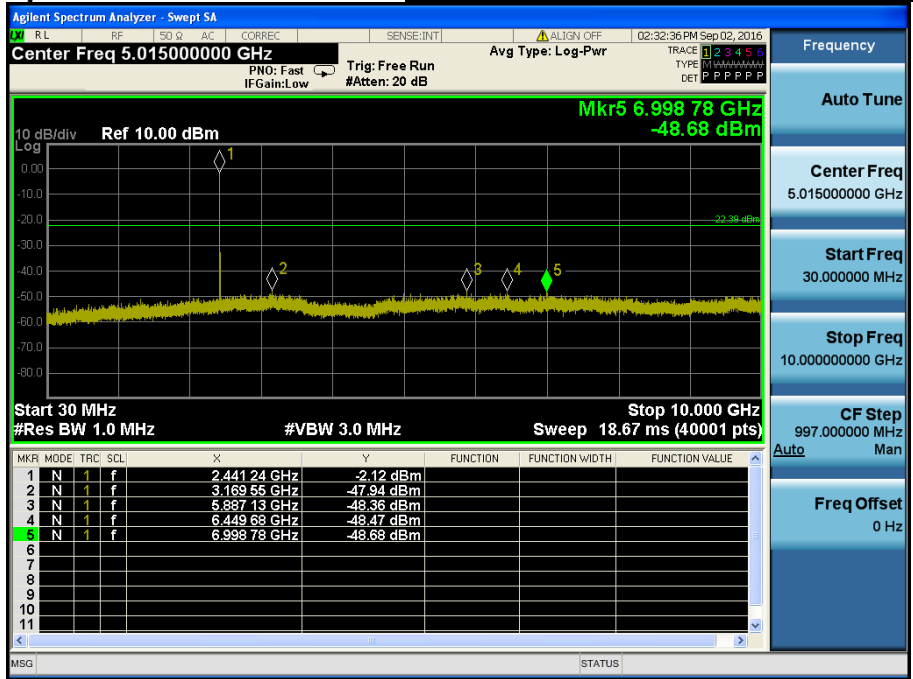 Agilent Spectrum Analyzer - Swept SA
LXI RL RF 50 Ω AC CORREC SENSE:INT ALIGN OFF 02:32:36 PM Sep 02, 2016
Center Freq 5.015000000 GHz Avg Type: Log-Pwr TRACE 1 2 3 4 5 6
PNO: Fast Trig: Free Run TYPE M WWWWW
IFGain:Low #Atten: 20 dB DET P P P P P P
Mkr5 6.998 78 GHz
10 dB/div Ref 10.00 dBm -48.68 dBm
Log
1
0.00
-10.0
-20.0 -22.39 dBm
-30.0
-40.0 2 3 4 5
-50.0
-60.0
-70.0
-80.0
Start 30 MHz Stop 10.000 GHz
#Res BW 1.0 MHz #VBW 3.0 MHz Sweep 18.67 ms (40001 pts)
MKR MODE TRC SCL X Y FUNCTION FUNCTION WIDTH FUNCTION VALUE
1 N 1 f 2.441 24 GHz -2.12 dBm
2 N 1 f 3.169 55 GHz -47.94 dBm
3 N 1 f 5.887 13 GHz -48.36 dBm
4 N 1 f 6.449 68 GHz -48.47 dBm
5 N 1 f 6.998 78 GHz -48.68 dBm
6
7
8
9
10
11
MSG STATUS
Frequency
Auto Tune
Center Freq
5.015000000 GHz
Start Freq
30.000000 MHz
Stop Freq
10.000000000 GHz
CF Step
997.000000 MHz
Auto Man
Freq Offset
0 Hz